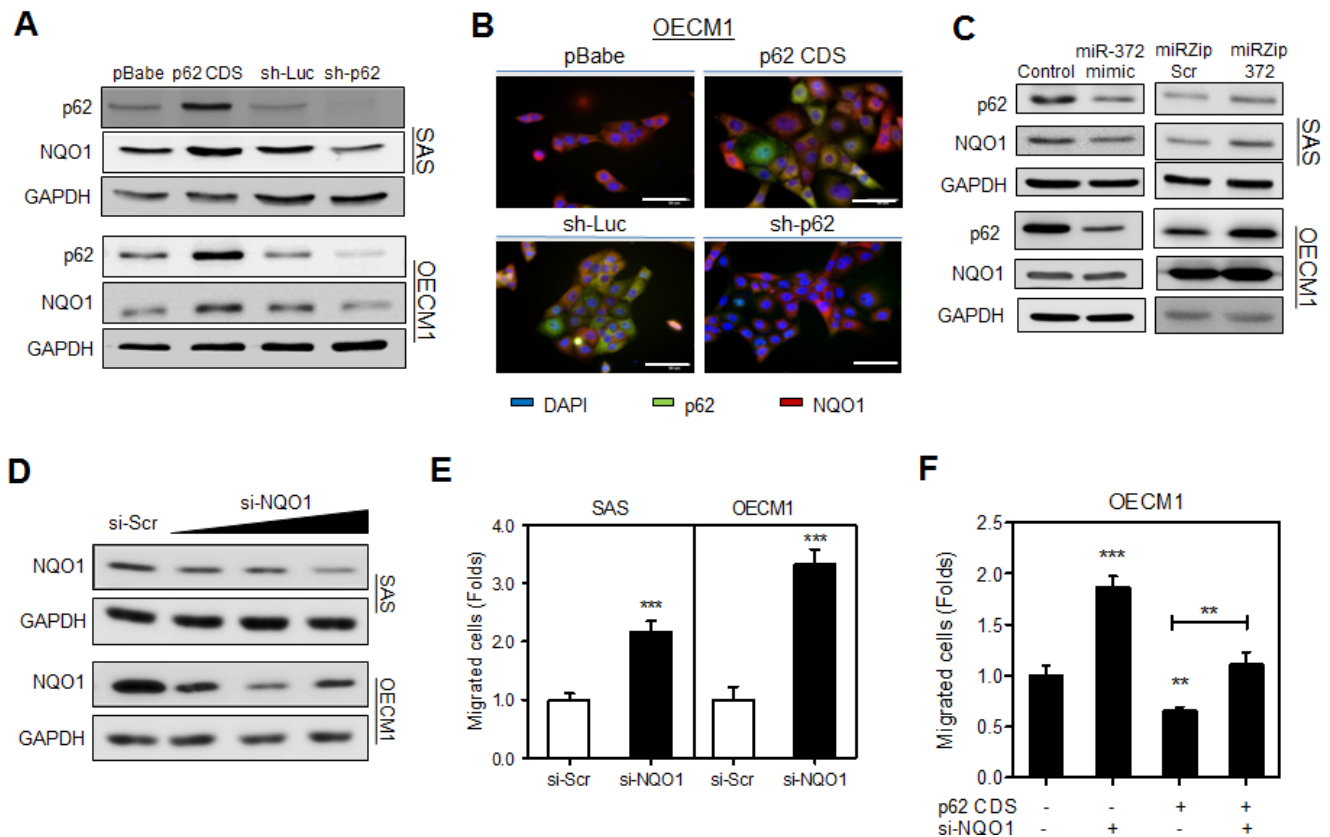 A
pBabe p62 CDS sh-Luc sh-p62
p62
NQO1
GAPDH
SAS
p62
NQO1
GAPDH
OECM1
B
OECM1
pBabe p62 CDS
sh-Luc sh-p62
DAPI p62 NQO1
C
Control miR-372 mimic miRZip Scr miRZip 372
p62
NQO1
GAPDH
SAS
p62
NQO1
GAPDH
OECM1
D
si-Scr si-NQO1
NQO1
GAPDH
SAS
NQO1
GAPDH
OECM1
E
SAS OECM1
Migrated cells (Folds)
4.0
3.0
2.0
1.0
0.0
***
***
si-Scr si-NQO1 si-Scr si-NQO1
F
OECM1
Migrated cells (Folds)
2.5
2.0
1.5
1.0
0.5
0.0
***
**
**
p62 CDS - - + +
si-NQO1 - + - +